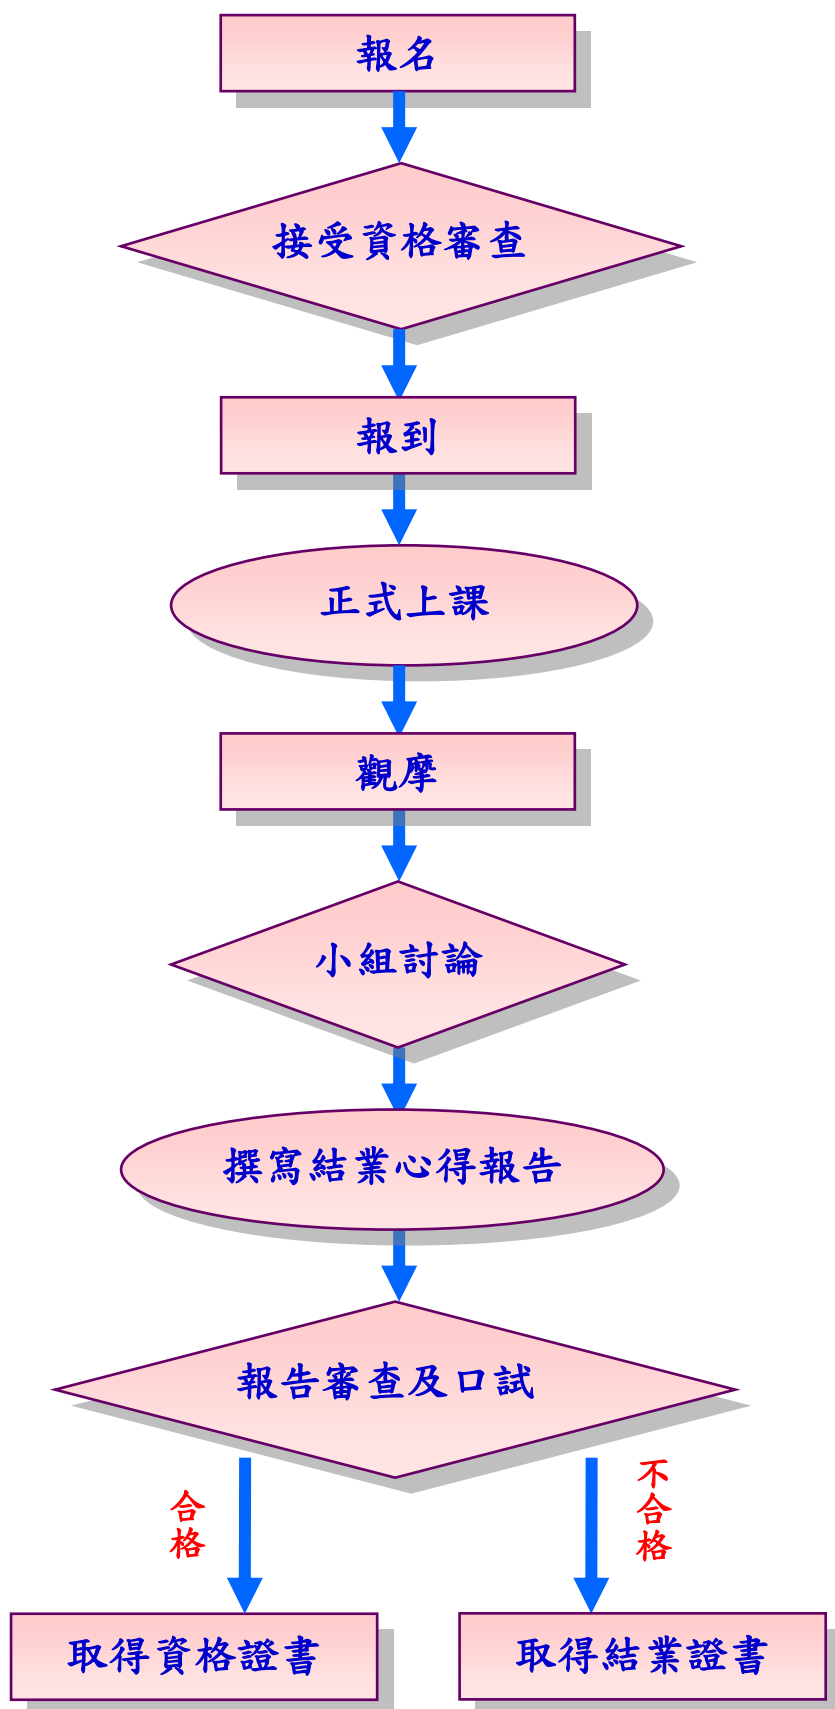 報名
接受資格審查
報到
正式上課
觀摩
小組討論
撰寫結業心得報告
報告審查及口試
合格
不合格
取得資格證書
取得結業證書